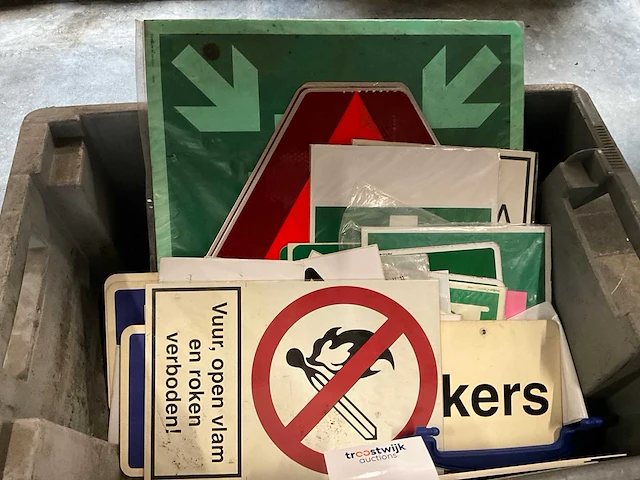 Vuur, open vlam
en roken
verboden!
kers
troostwijk
auctions